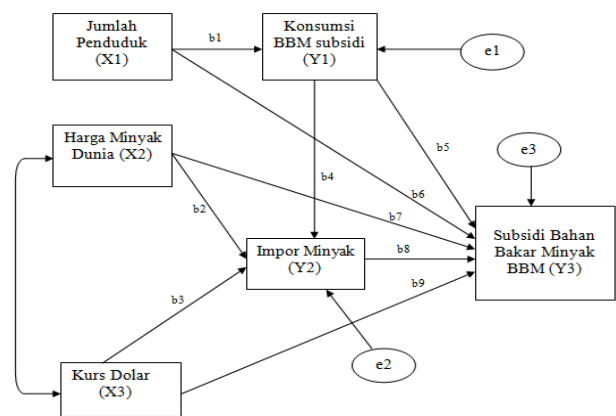 Jumlah
Penduduk
(X1)
b1
Konsumsi
BBM subsidi
(Y1)
e1
Harga Minyak
Dunia (X2)
b2
b4
b5
b6
b7
e3
Impor Minyak
(Y2)
b8
Subsidi Bahan
Bakar Minyak
BBM (Y3)
b3
b9
e2
Kurs Dolar
(X3)